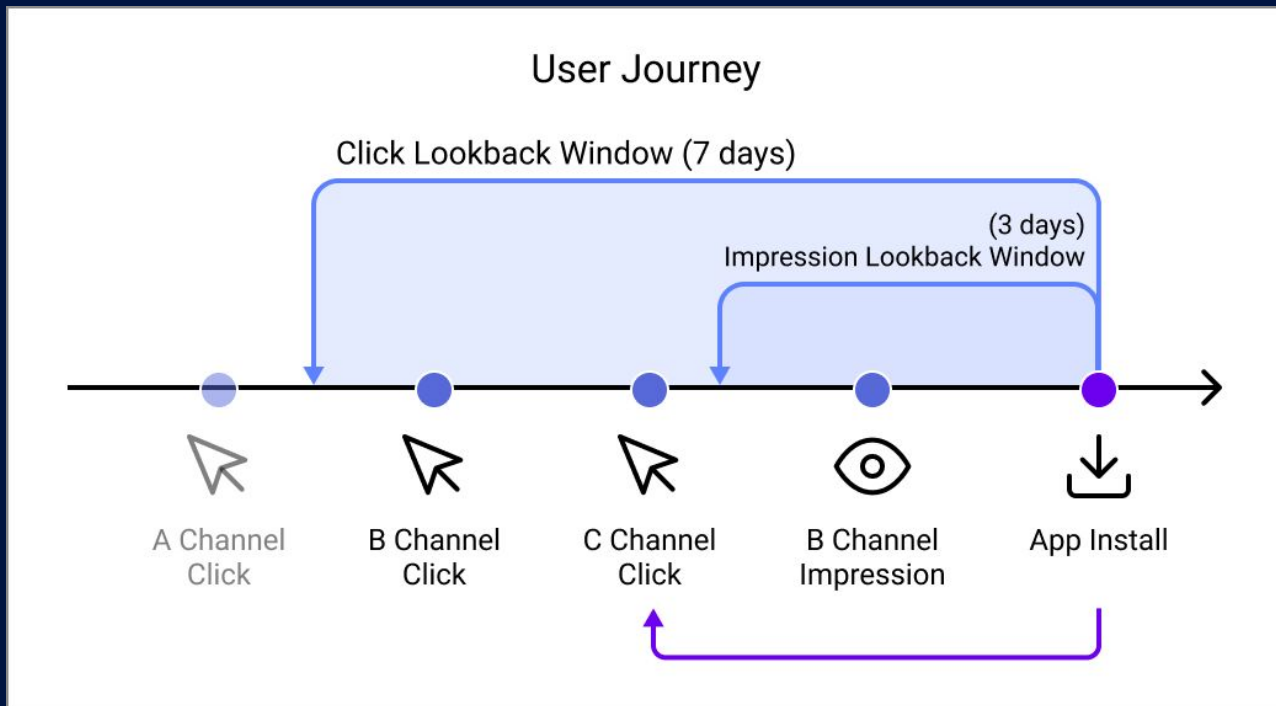 User Journey
Click Lookback Window (7 days)
(3 days)
Impression Lookback Window
A Channel
Click
B Channel
Click
C Channel
Click
B Channel
Impression
App Install